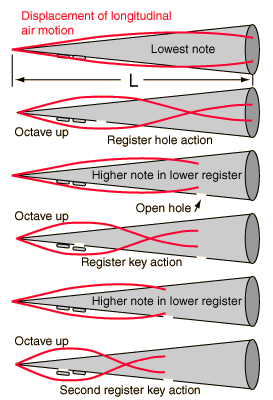 Displacement of longitudinal
air motion
Lowest note
L
Octave up
Register hole action
Higher note in lower register
Open hole
Octave up
Register key action
Higher note in lower register
Octave up
Second register key action